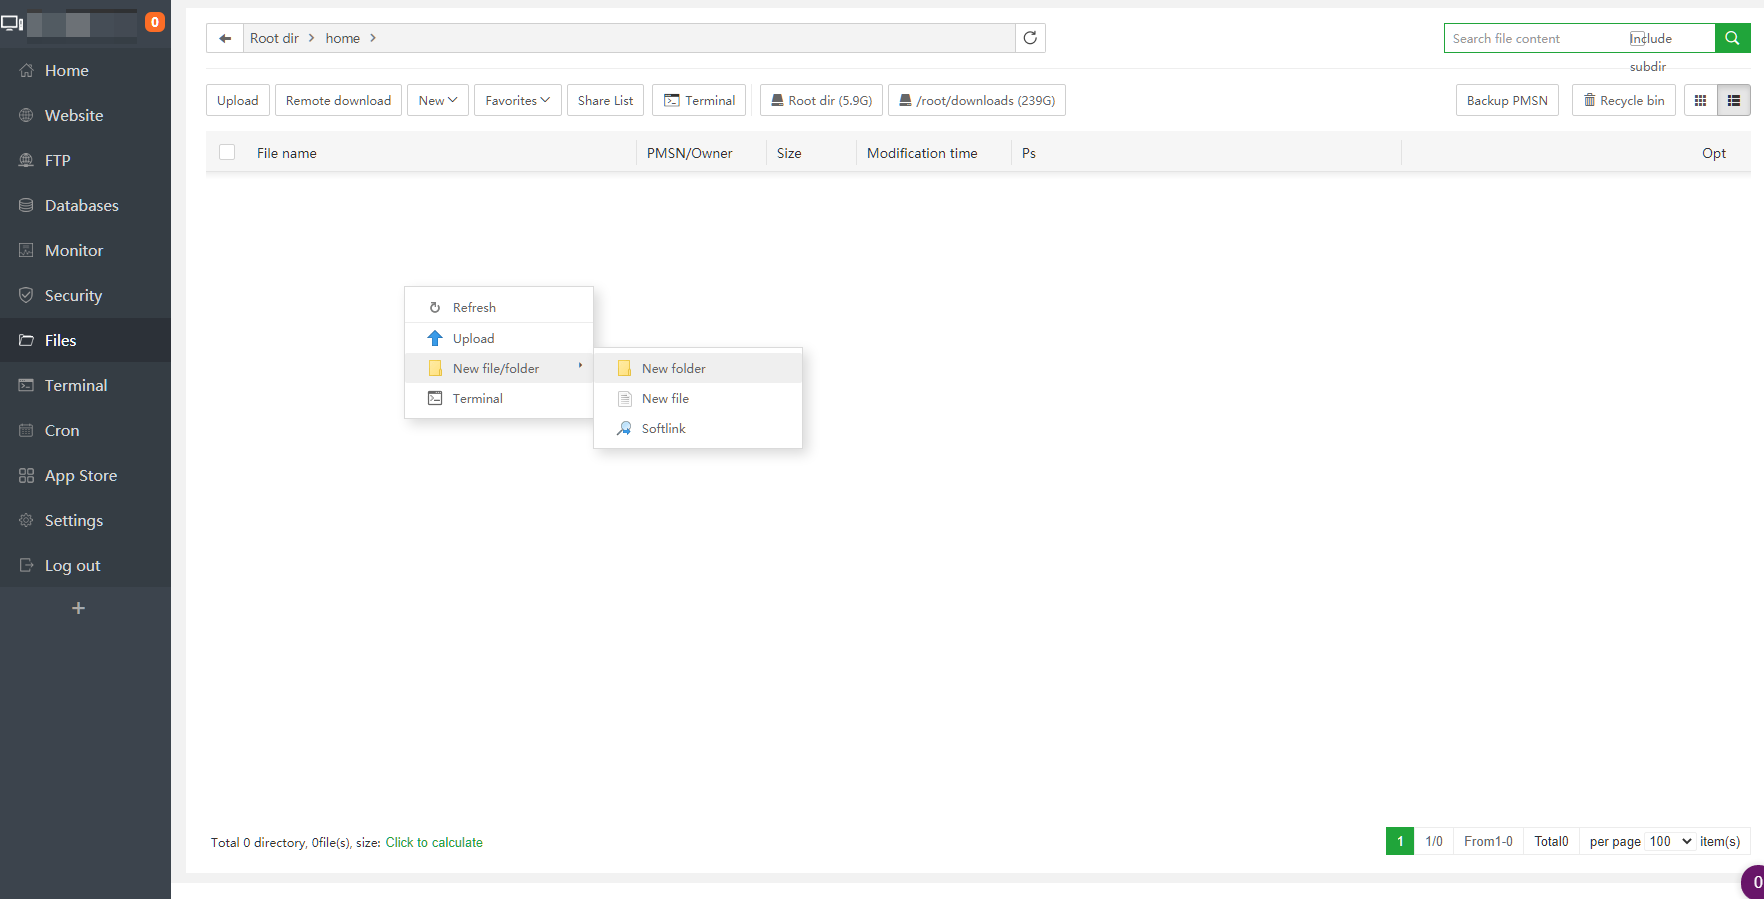 0
Home
Website
FTP
Databases
Monitor
Security
Files
Terminal
Cron
App Store
Settings
Log out
+
Root dir > home >
Search file content Include
subdir
Upload Remote download New Favorites Share List Terminal Root dir (5.9G) /root/downloads (239G) Backup PMSN Recycle bin
File name PMSN/Owner Size Modification time Ps Opt
Refresh
Upload
New file/folder
Terminal
New folder
New file
Softlink
Total 0 directory, 0file(s), size: Click to calculate
1 1/0 From1-0 Total0 per page 100 item(s)
0